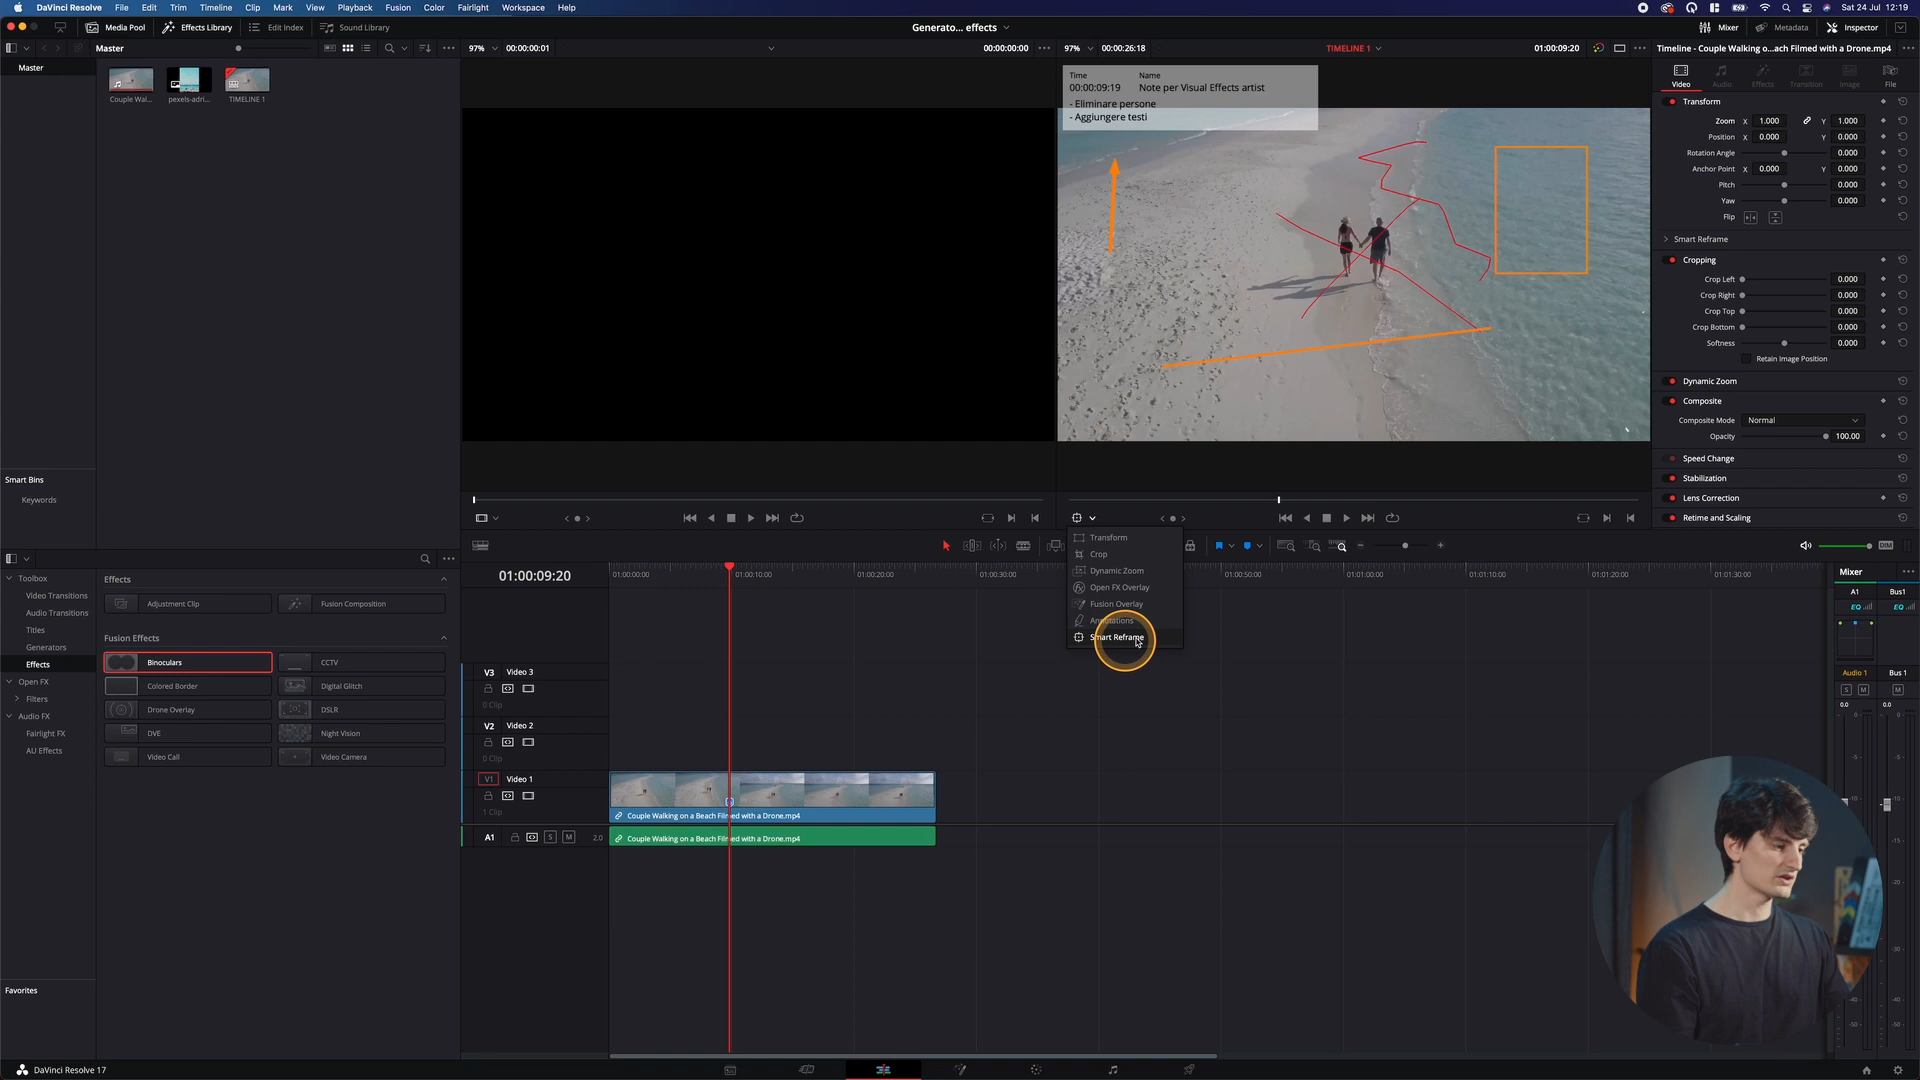 DaVinci Resolve File Edit Trim Timeline Clip Mark View Playback Fusion Color Fairlight Workspace Help
Sat 24 Jul 12:19
Media Pool Effects Library Edit Index Sound Library
Generato... effects
Mixer Metadata Inspector
Master
97% 00:00:00:01
00:00:00:00
97% 00:00:26:18
TIMELINE 1
01:00:09:20
Timeline - Couple Walking o...ach Filmed with a Drone.mp4
Master
Couple Wal...
pexels-adri...
TIMELINE 1
Smart Bins
Keywords
Time Name
00:00:09:19 Note per Visual Effects artist
- Eliminare persone
- Aggiungere testi
Video Audio Effects Transition Image File
Transform
Zoom X 1.000 Y 1.000
Position X 0.000 Y 0.000
Rotation Angle 0.000
Anchor Point X 0.000 Y 0.000
Pitch 0.000
Yaw 0.000
Flip
Smart Reframe
Cropping
Crop Left 0.000
Crop Right 0.000
Crop Top 0.000
Crop Bottom 0.000
Softness 0.000
Retain Image Position
Dynamic Zoom
Composite
Composite Mode Normal
Opacity 100.00
Speed Change
Stabilization
Lens Correction
Retime and Scaling
Transform
Crop
Dynamic Zoom
Open FX Overlay
Fusion Overlay
Annotations
Smart Reframe
Toolbox
Video Transitions
Audio Transitions
Titles
Generators
Effects
Open FX
Filters
Audio FX
Fairlight FX
AU Effects
Favorites
Effects
Adjustment Clip Fusion Composition
Fusion Effects
Binoculars CCTV
Colored Border Digital Glitch
Drone Overlay DSLR
DVE Night Vision
Video Call Video Camera
01:00:09:20
01:00:00:00 01:00:10:00 01:00:20:00 01:00:30:00 01:00:50:00 01:01:00:00 01:01:10:00 01:01:20:00 01:01:30:00
V3 Video 3
0 Clip
V2 Video 2
0 Clip
V1 Video 1
1 Clip
Couple Walking on a Beach Filmed with a Drone.mp4
A1 S M 2.0
Couple Walking on a Beach Filmed with a Drone.mp4
DIM
Mixer
A1 Bus1
EQ EQ
Audio 1 Bus 1
S M M
0.0 0.0
DaVinci Resolve 17